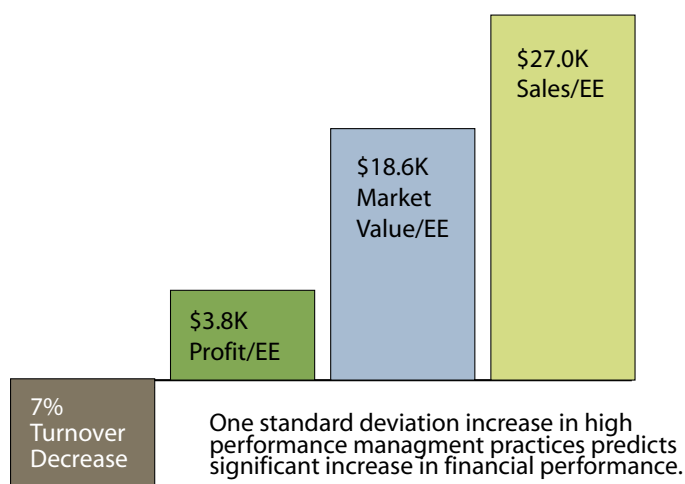 $27.0K
Sales/EE
$18.6K
Market
Value/EE
$3.8K
Profit/EE
7%
Turnover
Decrease
One standard deviation increase in high
performance managment practices predicts
significant increase in financial performance.